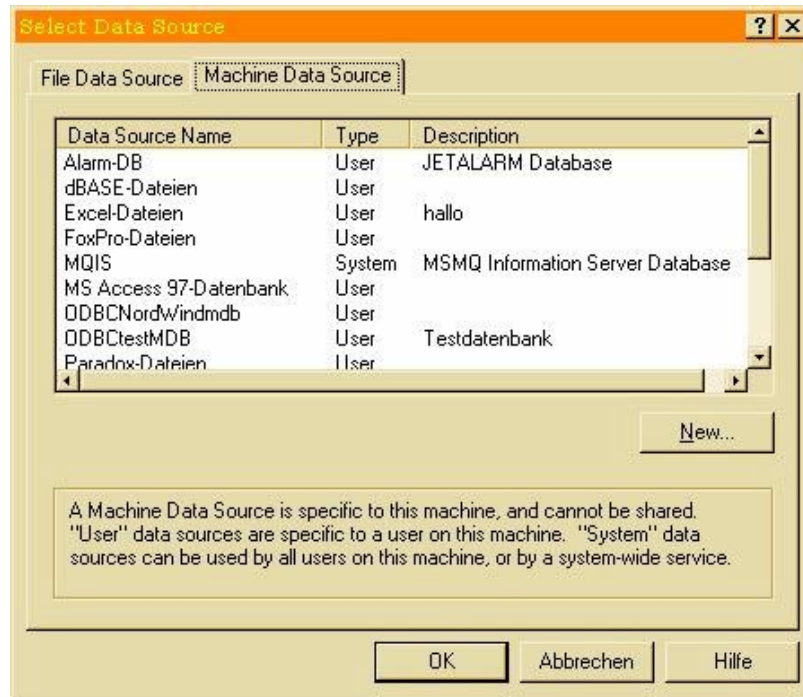 Select Data Source
File Data Source Machine Data Source
Data Source Name Type Description
Alarm-DB User JETALARM Database
dBASE-Dateien User
Excel-Dateien User hallo
FoxPro-Dateien User
MQIS System MSMQ Information Server Database
MS Access 97-Datenbank User
ODBCNordWindmdb User
ODBCtestMDB User Testdatenbank
Paradox-Dateien User
New...
A Machine Data Source is specific to this machine, and cannot be shared.
"User" data sources are specific to a user on this machine. "System" data
sources can be used by all users on this machine, or by a system-wide service.
OK Abbrechen Hilfe